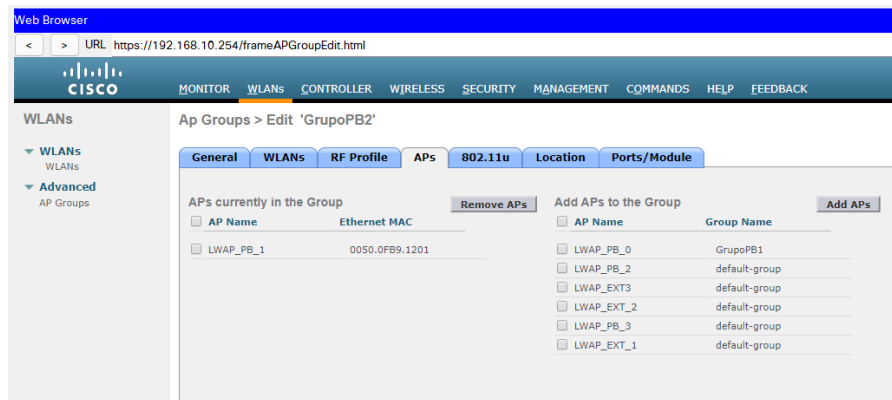 Web Browser
< > URL https://192.168.10.254/frameAPGroupEdit.html
CISCO
MONITOR WLANs CONTROLLER WIRELESS SECURITY MANAGEMENT COMMANDS HELP FEEDBACK
WLANs
Ap Groups > Edit 'GrupoPB2'
WLANs
WLANs
Advanced
AP Groups
General WLANs RF Profile APs 802.11u Location Ports/Module
APs currently in the Group Remove APs
AP Name Ethernet MAC
LWAP_PB_1 0050.0FB9.1201
Add APs to the Group Add APs
AP Name Group Name
LWAP_PB_0 GrupoPB1
LWAP_PB_2 default-group
LWAP_EXT3 default-group
LWAP_EXT_2 default-group
LWAP_PB_3 default-group
LWAP_EXT_1 default-group